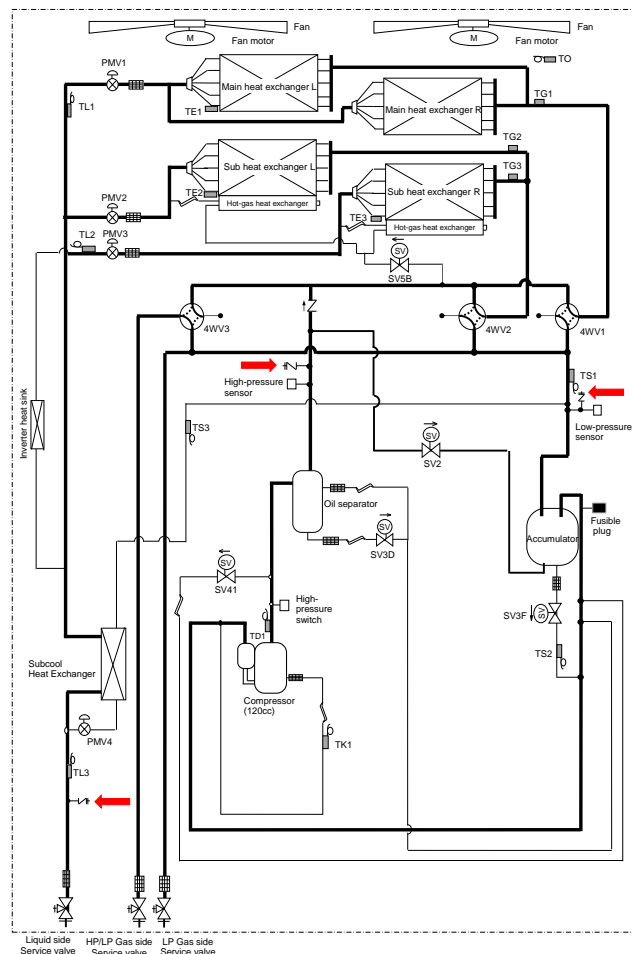 Fan
Fan
M
Fan motor
M
Fan motor
PMV1
TO
Main heat exchanger L
TL1
TE1
TG1
Main heat exchanger R
TG2
Sub heat exchanger L
TG3
PMV2
TE2
Sub heat exchanger R
Hot-gas heat exchanger
TL2
PMV3
TE3
Hot-gas heat exchanger
SV
SV5B
4WV3
4WV2
4WV1
TS1
High-pressure
sensor
Low-pressure
sensor
Inverter heat sink
TS3
SV
SV2
Oil separator
Fusible
plug
SV
SV3D
Accumulator
SV
SV41
High-
pressure
switch
SV
SV3F
TD1
TS2
Subcool
Heat Exchanger
Compressor
(120cc)
PMV4
TK1
TL3
Liquid side
Service valve
HP/LP Gas side
Service valve
LP Gas side
Service valve